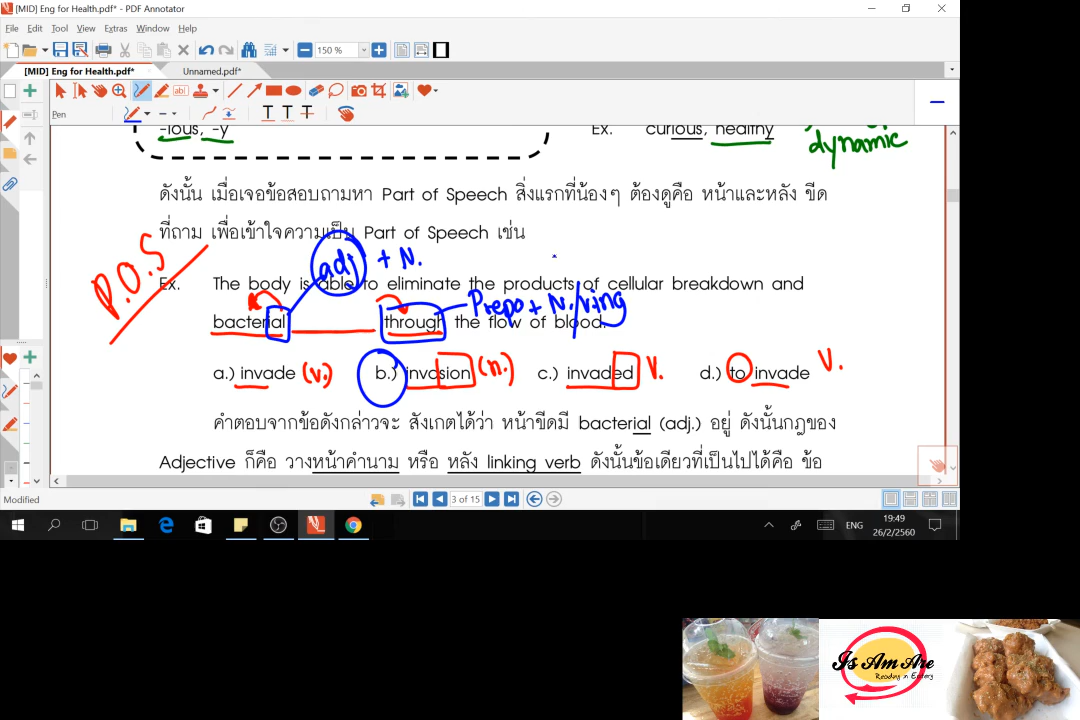 [MID] Eng for Health.pdf* - PDF Annotator
File Edit Tool View Extras Window Help
150 %
[MID] Eng for Health.pdf* Unnamed.pdf*
Pen
-ious, -y Ex. curious, healthy
dynamic
ดังนั้น เมื่อเจอข้อสอบถามหา Part of Speech สิ่งแรกที่น้องๆ ต้องดูคือ หน้าและหลัง ขีด
ที่ถาม เพื่อเข้าใจความเป็น Part of Speech เช่น
P.O.S
adj + N.
Ex. The body is able to eliminate the products of cellular breakdown and
Prepo + N./Ving
bacterial through the flow of blood.
a.) invade (v.) b.) invasion (n.) c.) invaded V. d.) to invade V.
คำตอบจากข้อดังกล่าวจะ สังเกตได้ว่า หน้าขีดมี bacterial (adj.) อยู่ ดังนั้นกฎของ
Adjective ก็คือ วางหน้าคำนาม หรือ หลัง linking verb ดังนั้นข้อเดียวที่เป็นไปได้คือ ข้อ
Modified 3 of 15
ENG 19:49
26/2/2560
Is Am Are
Reading n Eatery